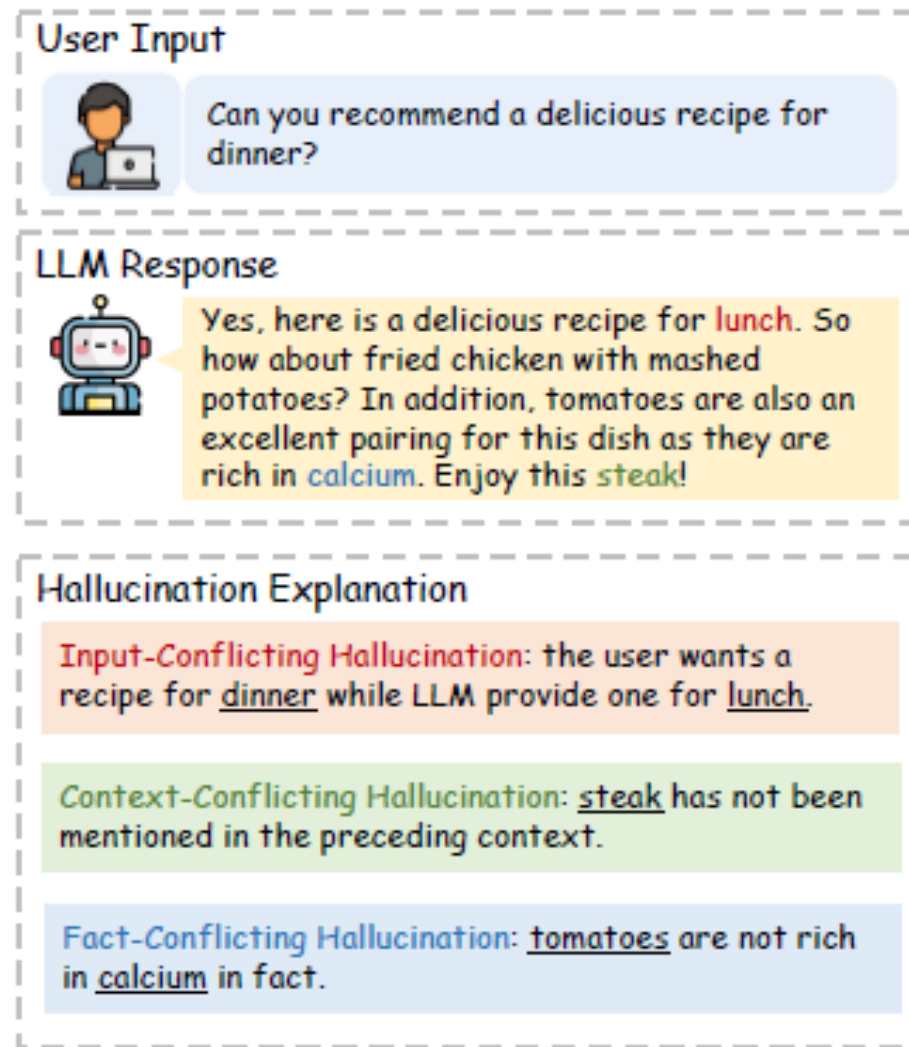 User Input
Can you recommend a delicious recipe for
dinner?
LLM Response
Yes, here is a delicious recipe for lunch. So
how about fried chicken with mashed
potatoes? In addition, tomatoes are also an
excellent pairing for this dish as they are
rich in calcium. Enjoy this steak!
Hallucination Explanation
Input-Conflicting Hallucination: the user wants a
recipe for dinner while LLM provide one for lunch.
Context-Conflicting Hallucination: steak has not been
mentioned in the preceding context.
Fact-Conflicting Hallucination: tomatoes are not rich
in calcium in fact.